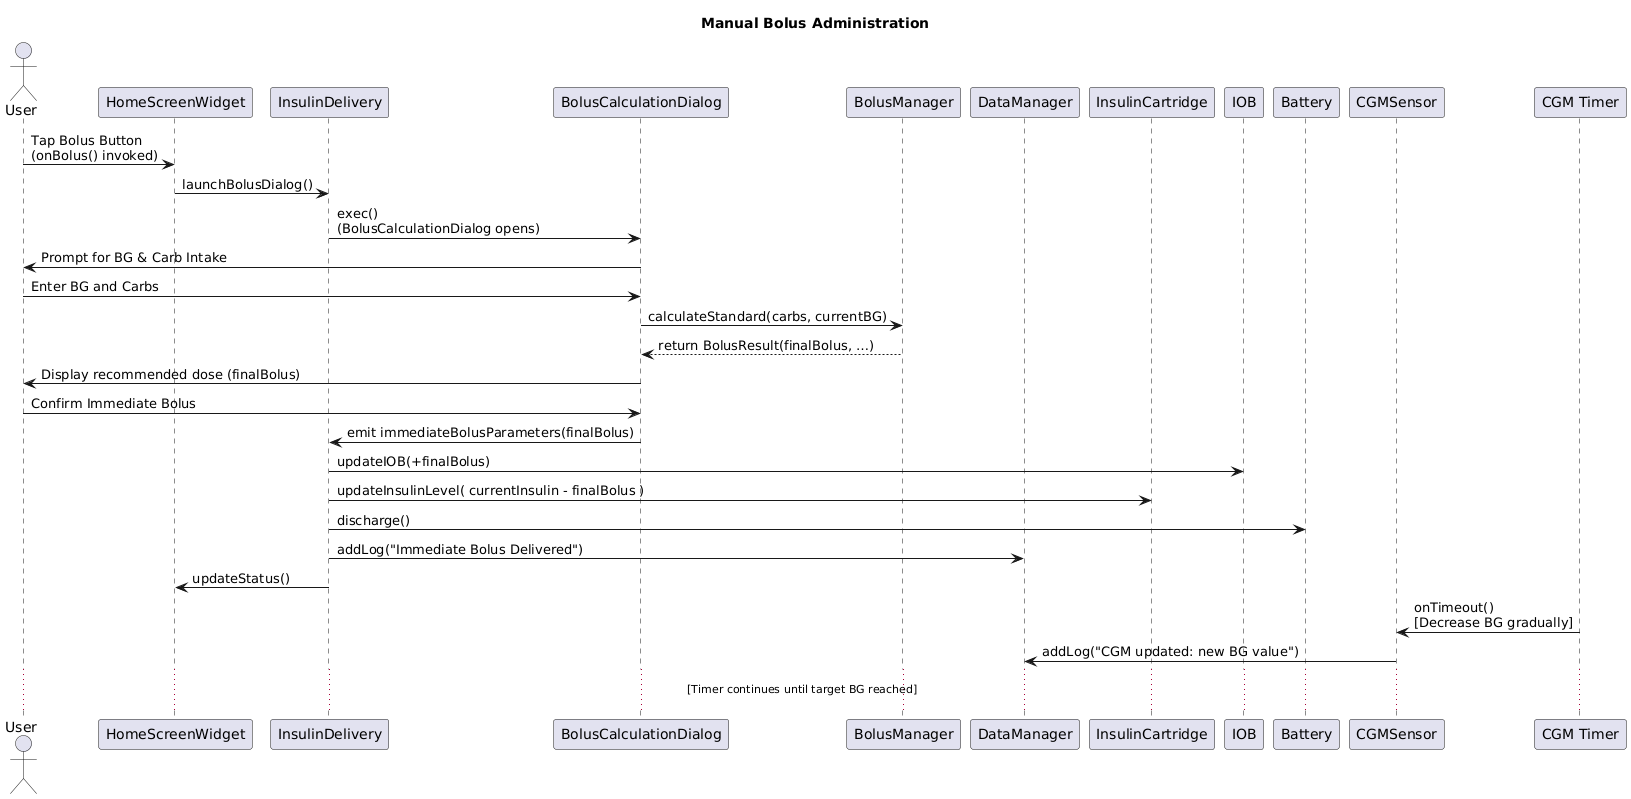 Manual Bolus Administration
User
HomeScreenWidget
InsulinDelivery
BolusCalculationDialog
BolusManager
DataManager
InsulinCartridge
IOB
Battery
CGMSensor
CGM Timer
Tap Bolus Button
(onBolus() invoked)
launchBolusDialog()
exec()
(BolusCalculationDialog opens)
Prompt for BG & Carb Intake
Enter BG and Carbs
calculateStandard(carbs, currentBG)
return BolusResult(finalBolus, ...)
Display recommended dose (finalBolus)
Confirm Immediate Bolus
emit immediateBolusParameters(finalBolus)
updateIOB(+finalBolus)
updateInsulinLevel( currentInsulin - finalBolus )
discharge()
addLog("Immediate Bolus Delivered")
updateStatus()
onTimeout()
[Decrease BG gradually]
addLog("CGM updated: new BG value")
[Timer continues until target BG reached]
User
HomeScreenWidget
InsulinDelivery
BolusCalculationDialog
BolusManager
DataManager
InsulinCartridge
IOB
Battery
CGMSensor
CGM Timer